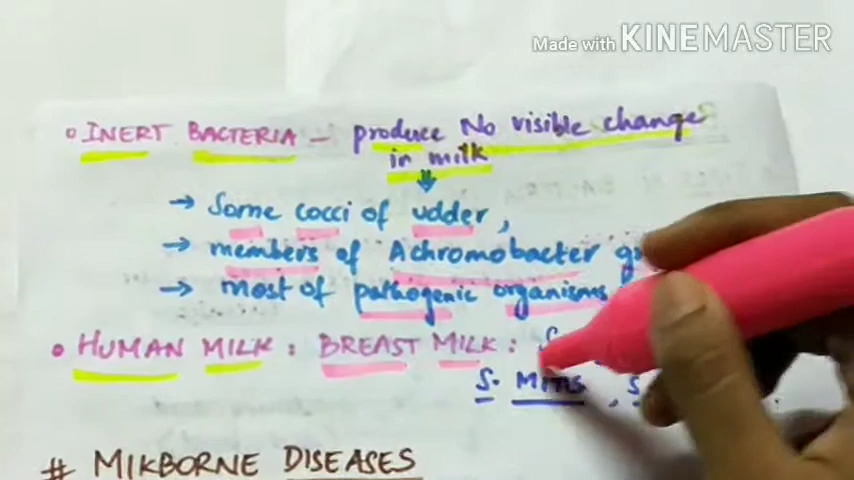 Made with KINEMASTER
INERT BACTERIA - produce No visible change
in milk
→ Some cocci of udder,
→ members of Achromobacter
→ most of pathogenic organisms
HUMAN MILK : BREAST MILK :
S. Mitis, S.
# MIKBORNE DISEASES